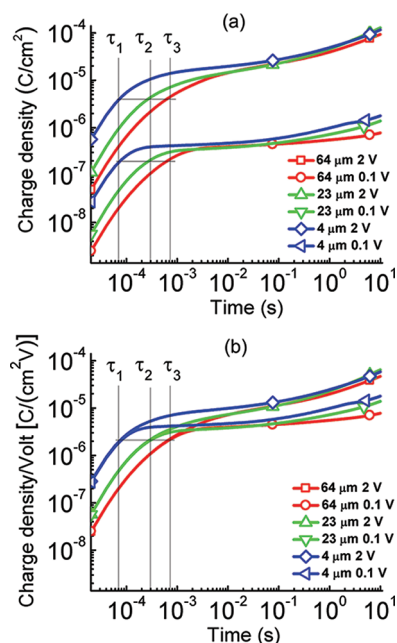 (a)
τ1 τ2 τ3
Charge density (C/cm²)
10⁻⁴
10⁻⁵
10⁻⁶
10⁻⁷
10⁻⁸
64 μm 2 V
64 μm 0.1 V
23 μm 2 V
23 μm 0.1 V
4 μm 2 V
4 μm 0.1 V
10⁻⁴ 10⁻³ 10⁻² 10⁻¹ 10⁰ 10¹
Time (s)
(b)
τ1 τ2 τ3
Charge density/Volt [C/(cm²V)]
10⁻⁴
10⁻⁵
10⁻⁶
10⁻⁷
10⁻⁸
64 μm 2 V
64 μm 0.1 V
23 μm 2 V
23 μm 0.1 V
4 μm 2 V
4 μm 0.1 V
10⁻⁴ 10⁻³ 10⁻² 10⁻¹ 10⁰ 10¹
Time (s)